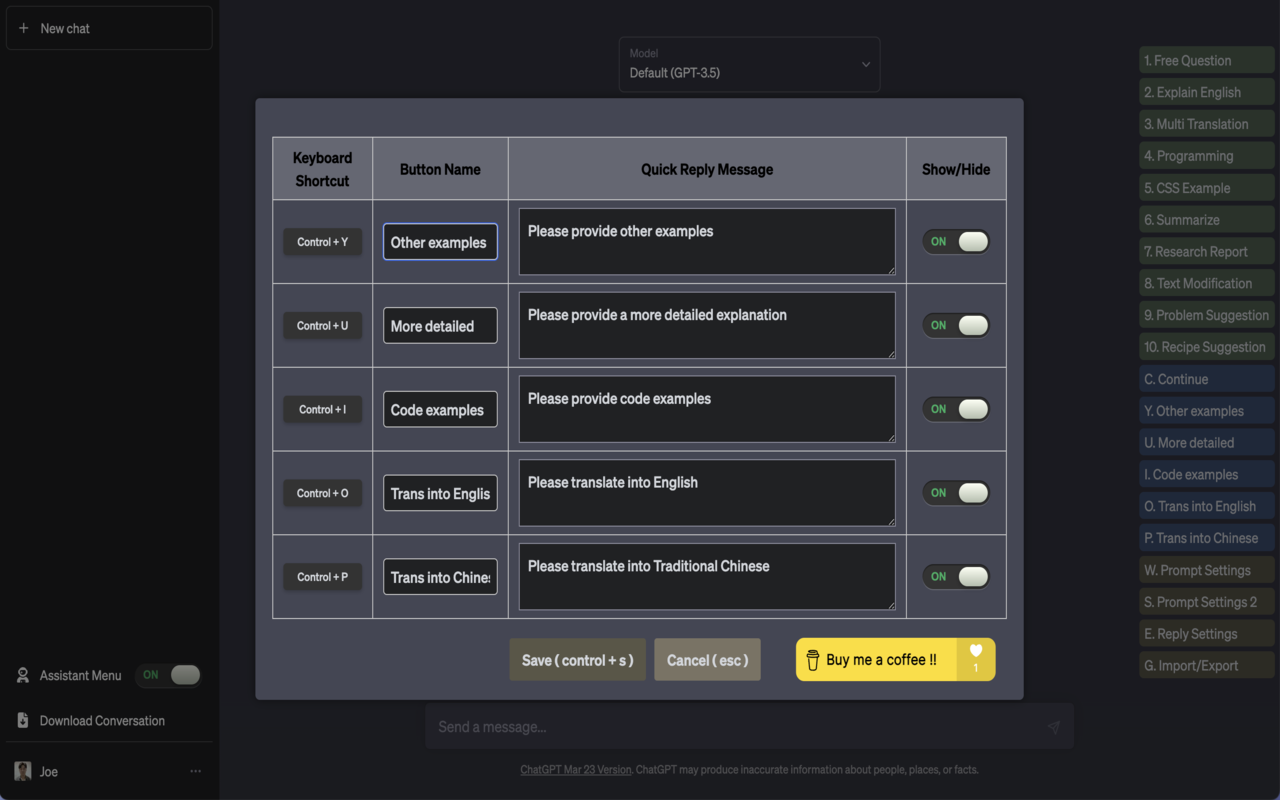 New chat
Model
Default (GPT-3.5)
Keyboard Shortcut
Button Name
Quick Reply Message
Show/Hide
Control + Y
Other examples
Please provide other examples
ON
Control + U
More detailed
Please provide a more detailed explanation
ON
Control + I
Code examples
Please provide code examples
ON
Control + O
Trans into Englis
Please translate into English
ON
Control + P
Trans into Chine
Please translate into Traditional Chinese
ON
Save ( control + s )
Cancel ( esc )
Buy me a coffee !!
1
1. Free Question
2. Explain English
3. Multi Translation
4. Programming
5. CSS Example
6. Summarize
7. Research Report
8. Text Modification
9. Problem Suggestion
10. Recipe Suggestion
C. Continue
Y. Other examples
U. More detailed
I. Code examples
O. Trans into English
P. Trans into Chinese
W. Prompt Settings
S. Prompt Settings 2
E. Reply Settings
G. Import/Export
Assistant Menu
ON
Download Conversation
Joe
Send a message...
ChatGPT Mar 23 Version. ChatGPT may produce inaccurate information about people, places, or facts.